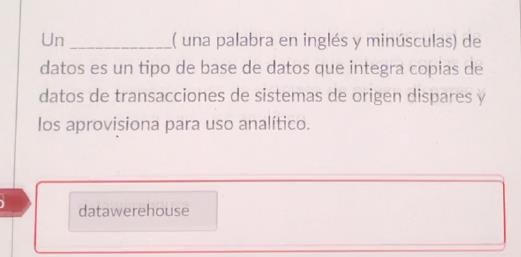 Un ____________( una palabra en inglés y minúsculas) de
datos es un tipo de base de datos que integra copias de
datos de transacciones de sistemas de origen dispares y
los aprovisiona para uso analítico.
datawerehouse